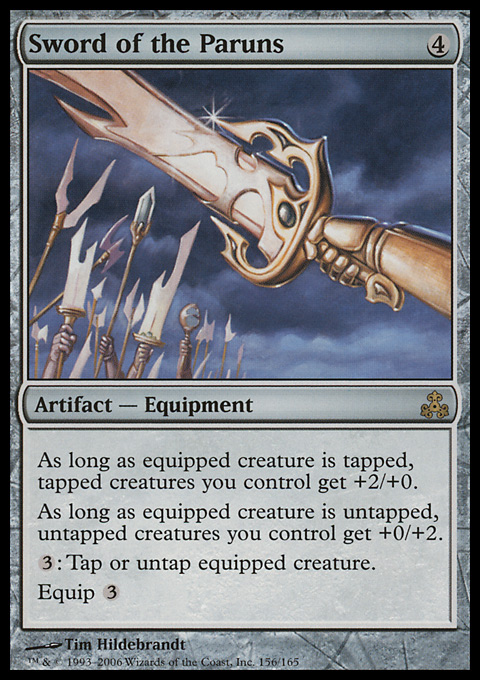 Sword of the Paruns 4
Artifact — Equipment
As long as equipped creature is tapped,
tapped creatures you control get +2/+0.
As long as equipped creature is untapped,
untapped creatures you control get +0/+2.
3: Tap or untap equipped creature.
Equip 3
Tim Hildebrandt
™ & © 1993–2006 Wizards of the Coast, Inc. 156/165